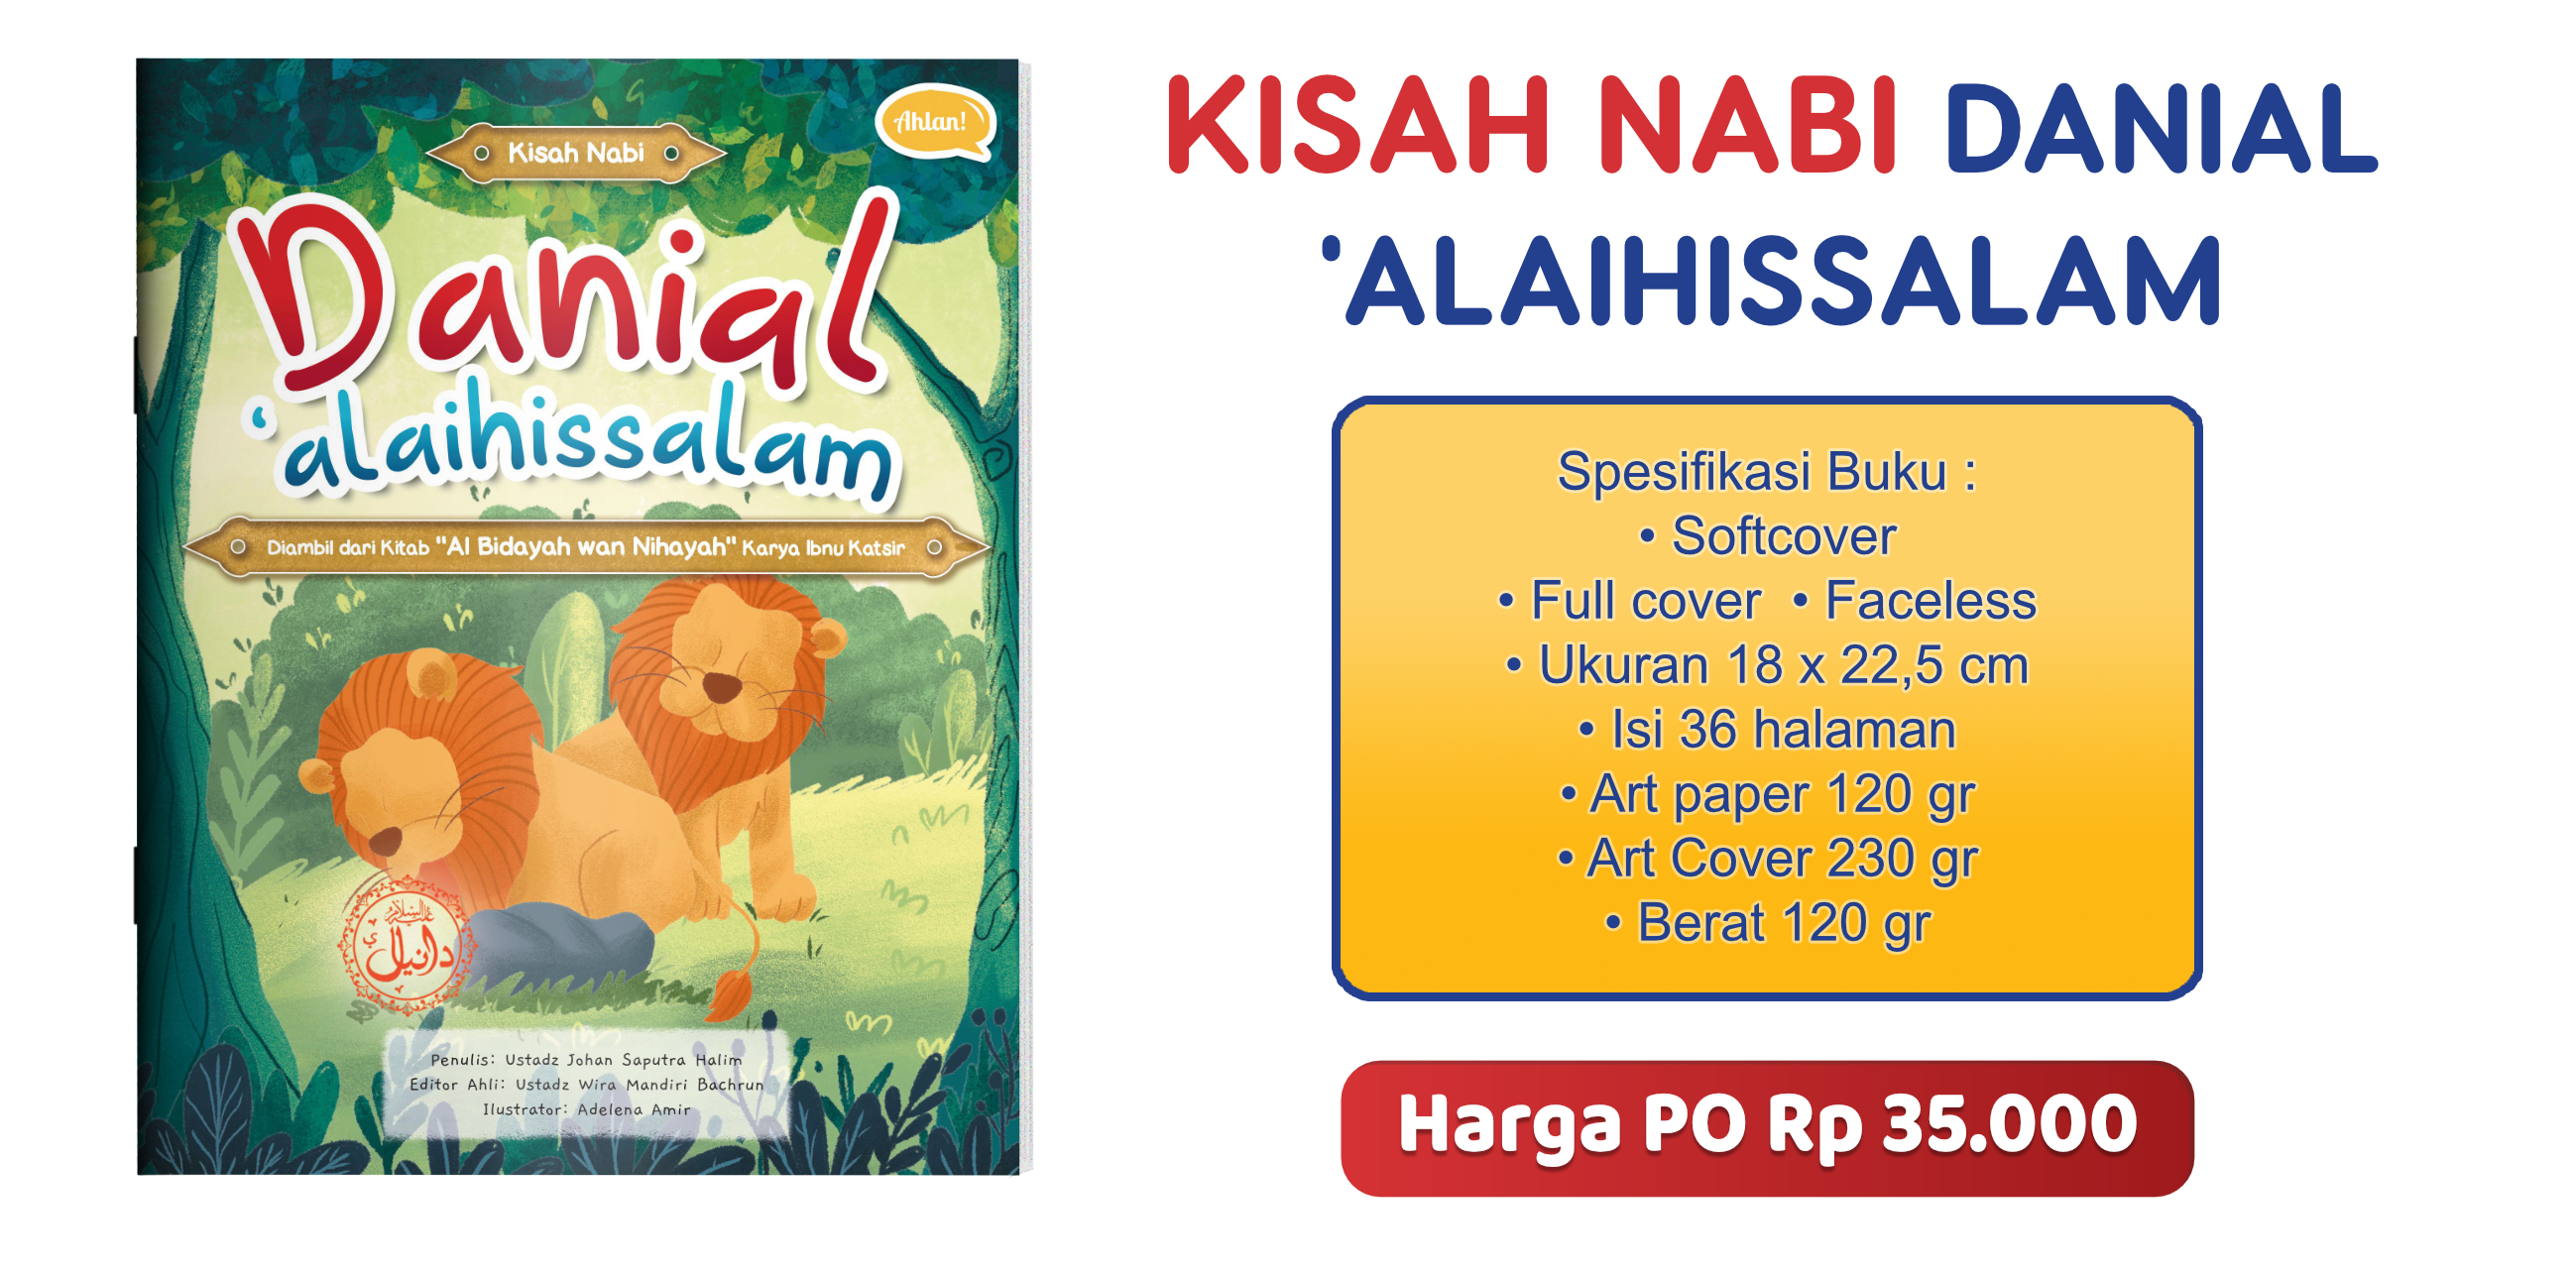 Ahlan!
Kisah Nabi
Danial
‘alaihissalam
Diambil dari Kitab "Al Bidayah wan Nihayah" Karya Ibnu Katsir
عليه السلام
دانيال
Penulis: Ustadz Johan Saputra Halim
Editor Ahli: Ustadz Wira Mandiri Bachrun
Ilustrator: Adelena Amir
KISAH NABI DANIAL
'ALAIHISSALAM
Spesifikasi Buku :
• Softcover
• Full cover • Faceless
• Ukuran 18 x 22,5 cm
• Isi 36 halaman
• Art paper 120 gr
• Art Cover 230 gr
• Berat 120 gr
Harga PO Rp 35.000